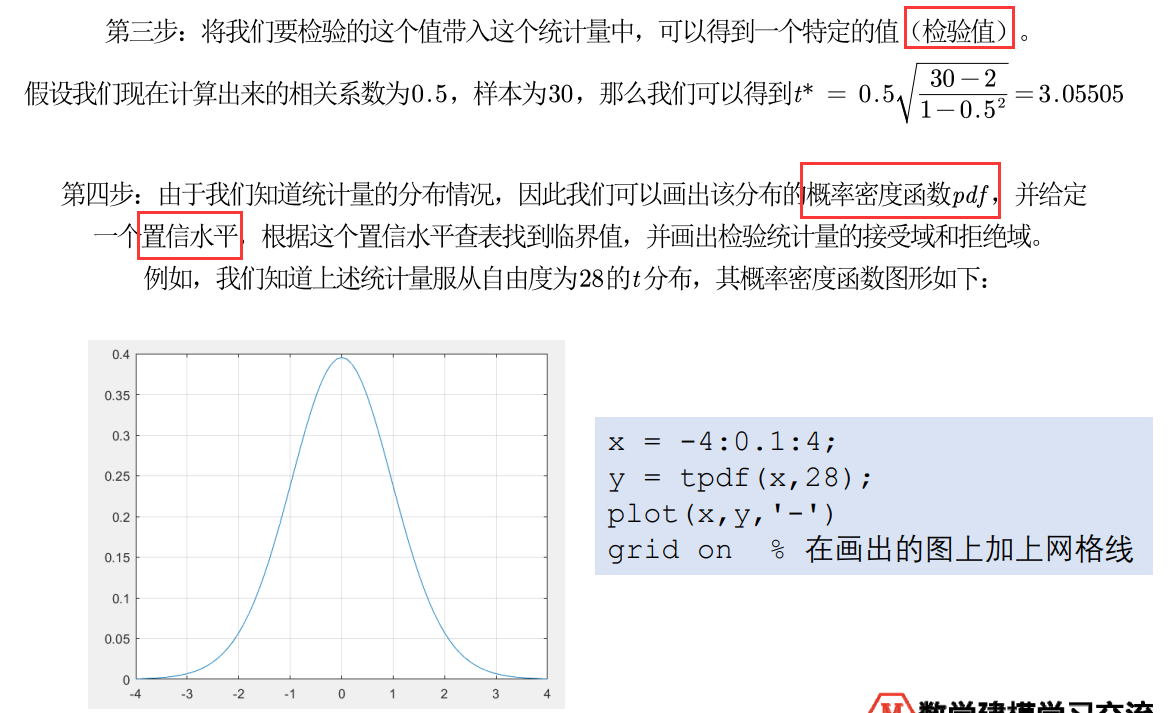 第三步：将我们要检验的这个值带入这个统计量中，可以得到一个特定的值（检验值）。
假设我们现在计算出来的相关系数为0.5，样本为30，那么我们可以得到t* = 0.5√((30−2)/(1−0.5²)) = 3.05505
第四步：由于我们知道统计量的分布情况，因此我们可以画出该分布的概率密度函数pdf，并给定
一个置信水平，根据这个置信水平查表找到临界值，并画出检验统计量的接受域和拒绝域。
例如，我们知道上述统计量服从自由度为28的t分布，其概率密度函数图形如下：
0.4
0.35
0.3
0.25
0.2
0.15
0.1
0.05
0
-4 -3 -2 -1 0 1 2 3 4
x = -4:0.1:4;
y = tpdf(x,28);
plot(x,y,'-')
grid on % 在画出的图上加上网格线
数学建模学习交流